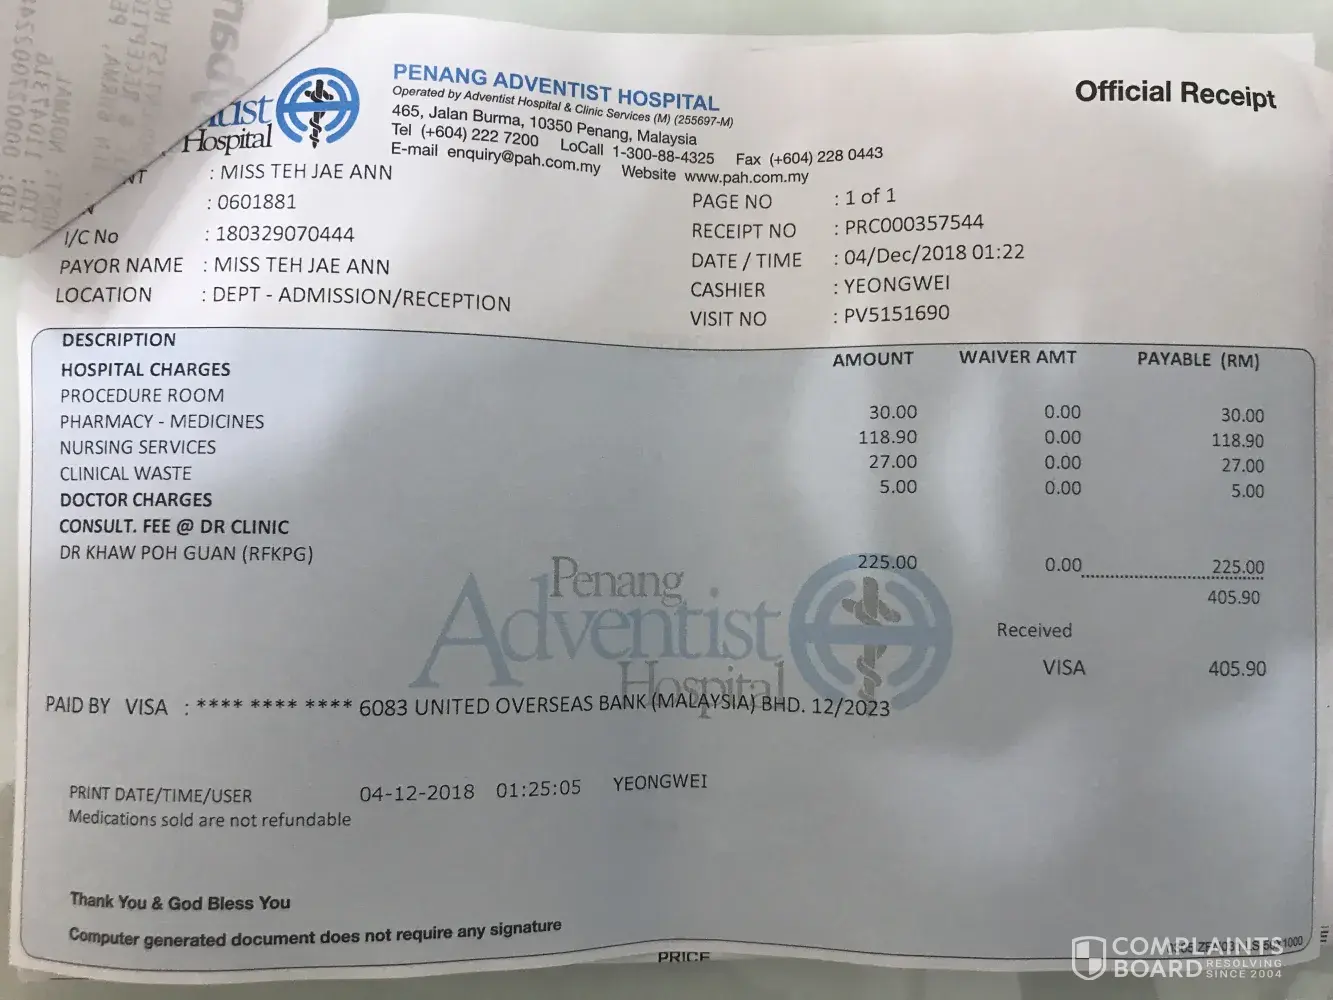 Hospital
PENANG ADVENTIST HOSPITAL
Operated by Adventist Hospital & Clinic Services (M) (255697-M)
465, Jalan Burma, 10350 Penang, Malaysia
Tel (+604) 222 7200 LoCall 1-300-88-4325 Fax (+604) 228 0443
E-mail enquiry@pah.com.my Website www.pah.com.my
Official Receipt
: MISS TEH JAE ANN
: 0601881
I/C No : 180329070444
PAYOR NAME : MISS TEH JAE ANN
LOCATION : DEPT - ADMISSION/RECEPTION
PAGE NO : 1 of 1
RECEIPT NO : PRC000357544
DATE / TIME : 04/Dec/2018 01:22
CASHIER : YEONGWEI
VISIT NO : PV5151690
DESCRIPTION AMOUNT WAIVER AMT PAYABLE (RM)
HOSPITAL CHARGES
PROCEDURE ROOM 30.00 0.00 30.00
PHARMACY - MEDICINES 118.90 0.00 118.90
NURSING SERVICES 27.00 0.00 27.00
CLINICAL WASTE 5.00 0.00 5.00
DOCTOR CHARGES
CONSULT. FEE @ DR CLINIC
DR KHAW POH GUAN (RFKPG) 225.00 0.00 225.00
405.90
Penang
Adventist
Hospital
Received
VISA 405.90
PAID BY VISA : **** **** **** 6083 UNITED OVERSEAS BANK (MALAYSIA) BHD. 12/2023
PRINT DATE/TIME/USER 04-12-2018 01:25:05 YEONGWEI
Medications sold are not refundable
Thank You & God Bless You
Computer generated document does not require any signature
PRICE
COMPLAINTS
BOARD RESOLVING
SINCE 2004